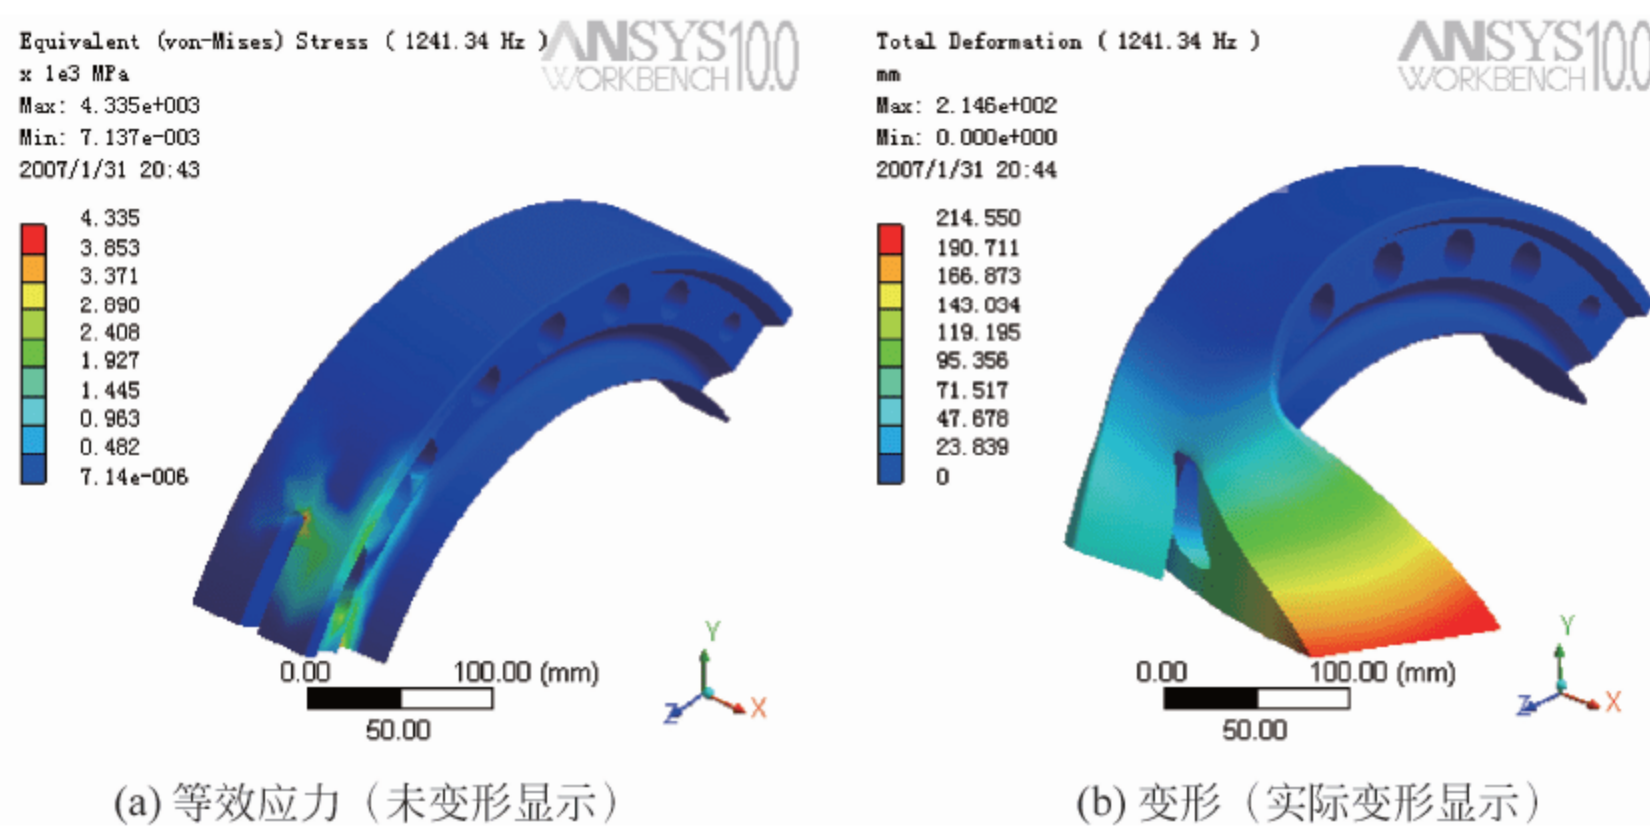 Equivalent (von-Mises) Stress ( 1241.34 Hz )
x 1e3 MPa
Max: 4.335e+003
Min: 7.137e-003
2007/1/31 20:43
ANSYS 10.0
WORKBENCH
4.335
3.853
3.371
2.890
2.408
1.927
1.445
0.963
0.482
7.14e-006
0.00
100.00 (mm)
50.00
Y
Z
X
(a) 等效应力（未变形显示）
Total Deformation ( 1241.34 Hz )
mm
Max: 2.146e+002
Min: 0.000e+000
2007/1/31 20:44
ANSYS 10.0
WORKBENCH
214.550
190.711
166.873
143.034
119.195
95.356
71.517
47.678
23.839
0
0.00
100.00 (mm)
50.00
Y
Z
X
(b) 变形（实际变形显示）